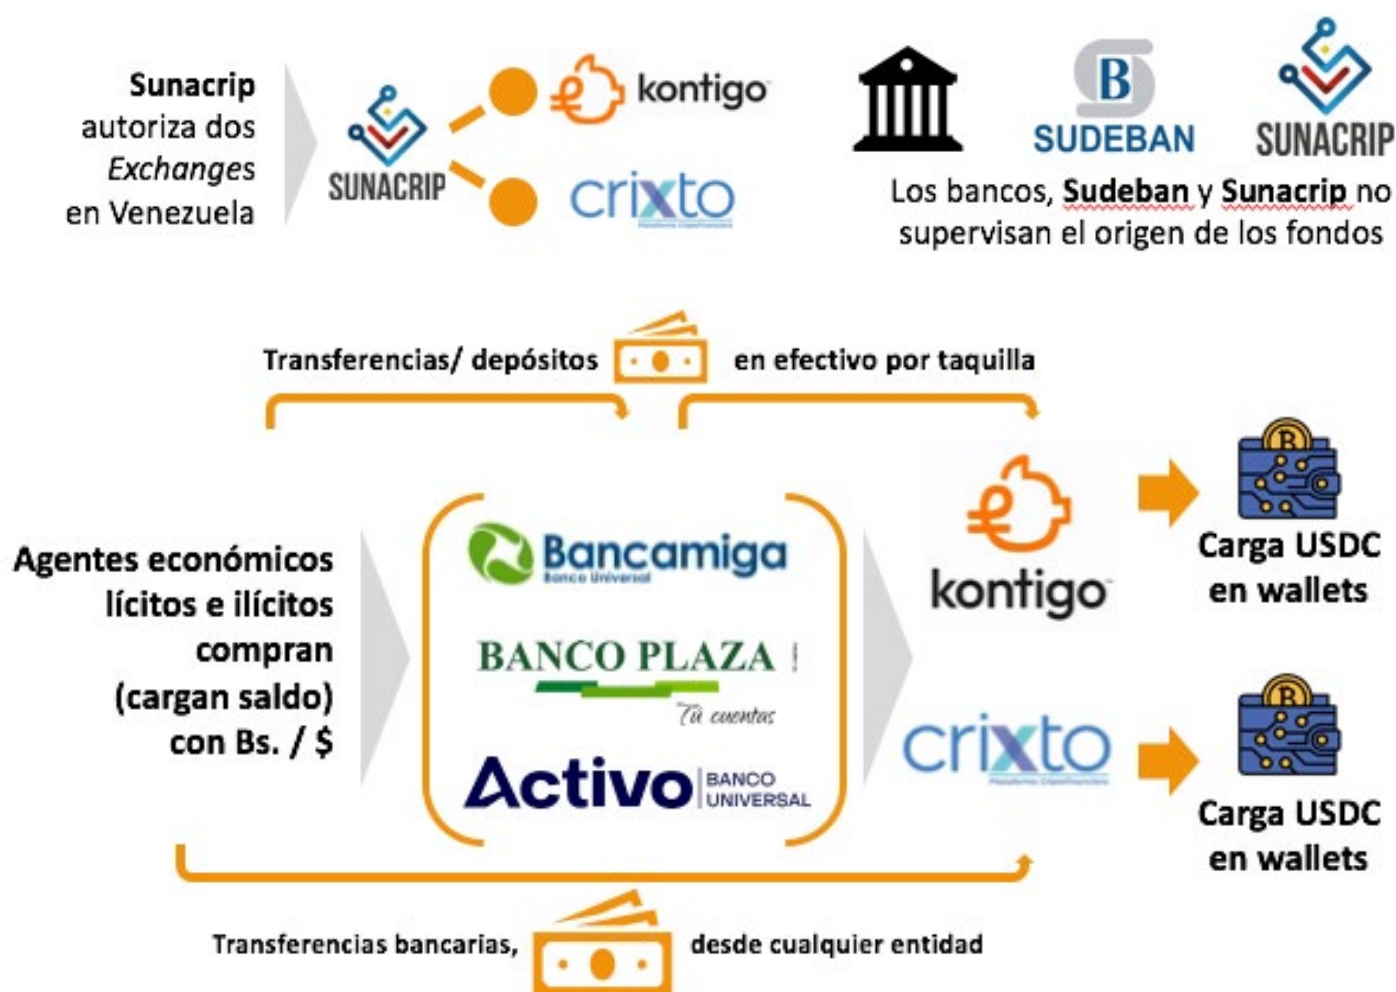 Sunacrip
autoriza dos
Exchanges
en Venezuela
SUNACRIP
kontigo
crixto
SUDEBAN
SUNACRIP
Los bancos, Sudeban y Sunacrip no
supervisan el origen de los fondos
Transferencias/ depósitos
en efectivo por taquilla
Agentes económicos
lícitos e ilícitos
compran
(cargan saldo)
con Bs. / $
Bancamiga
Banco Universal
BANCO PLAZA
Tú cuentas
Activo
BANCO
UNIVERSAL
kontigo
crixto
Carga USDC
en wallets
Carga USDC
en wallets
Transferencias bancarias,
desde cualquier entidad